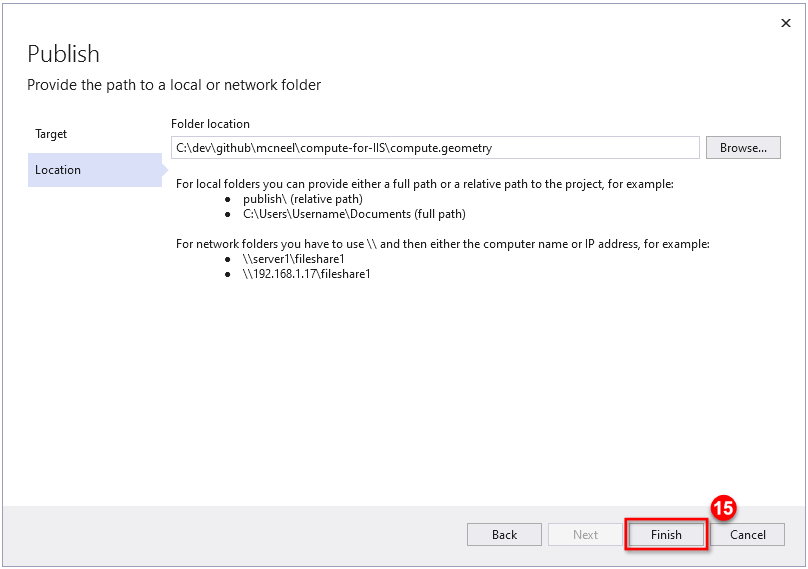 Publish
Provide the path to a local or network folder
Target
Location
Folder location
C:\dev\github\mcneel\compute-for-IIS\compute.geometry
Browse...
For local folders you can provide either a full path or a relative path to the project, for example:
● publish\ (relative path)
● C:\Users\Username\Documents (full path)
For network folders you have to use \\ and then either the computer name or IP address, for example:
● \\server1\fileshare1
● \\192.168.1.17\fileshare1
15
Back
Next
Finish
Cancel